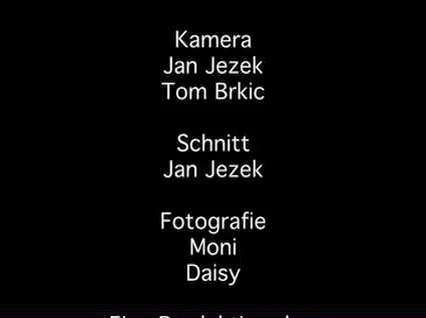 Kamera
Jan Jezek
Tom Brkic
Schnitt
Jan Jezek
Fotografie
Moni
Daisy